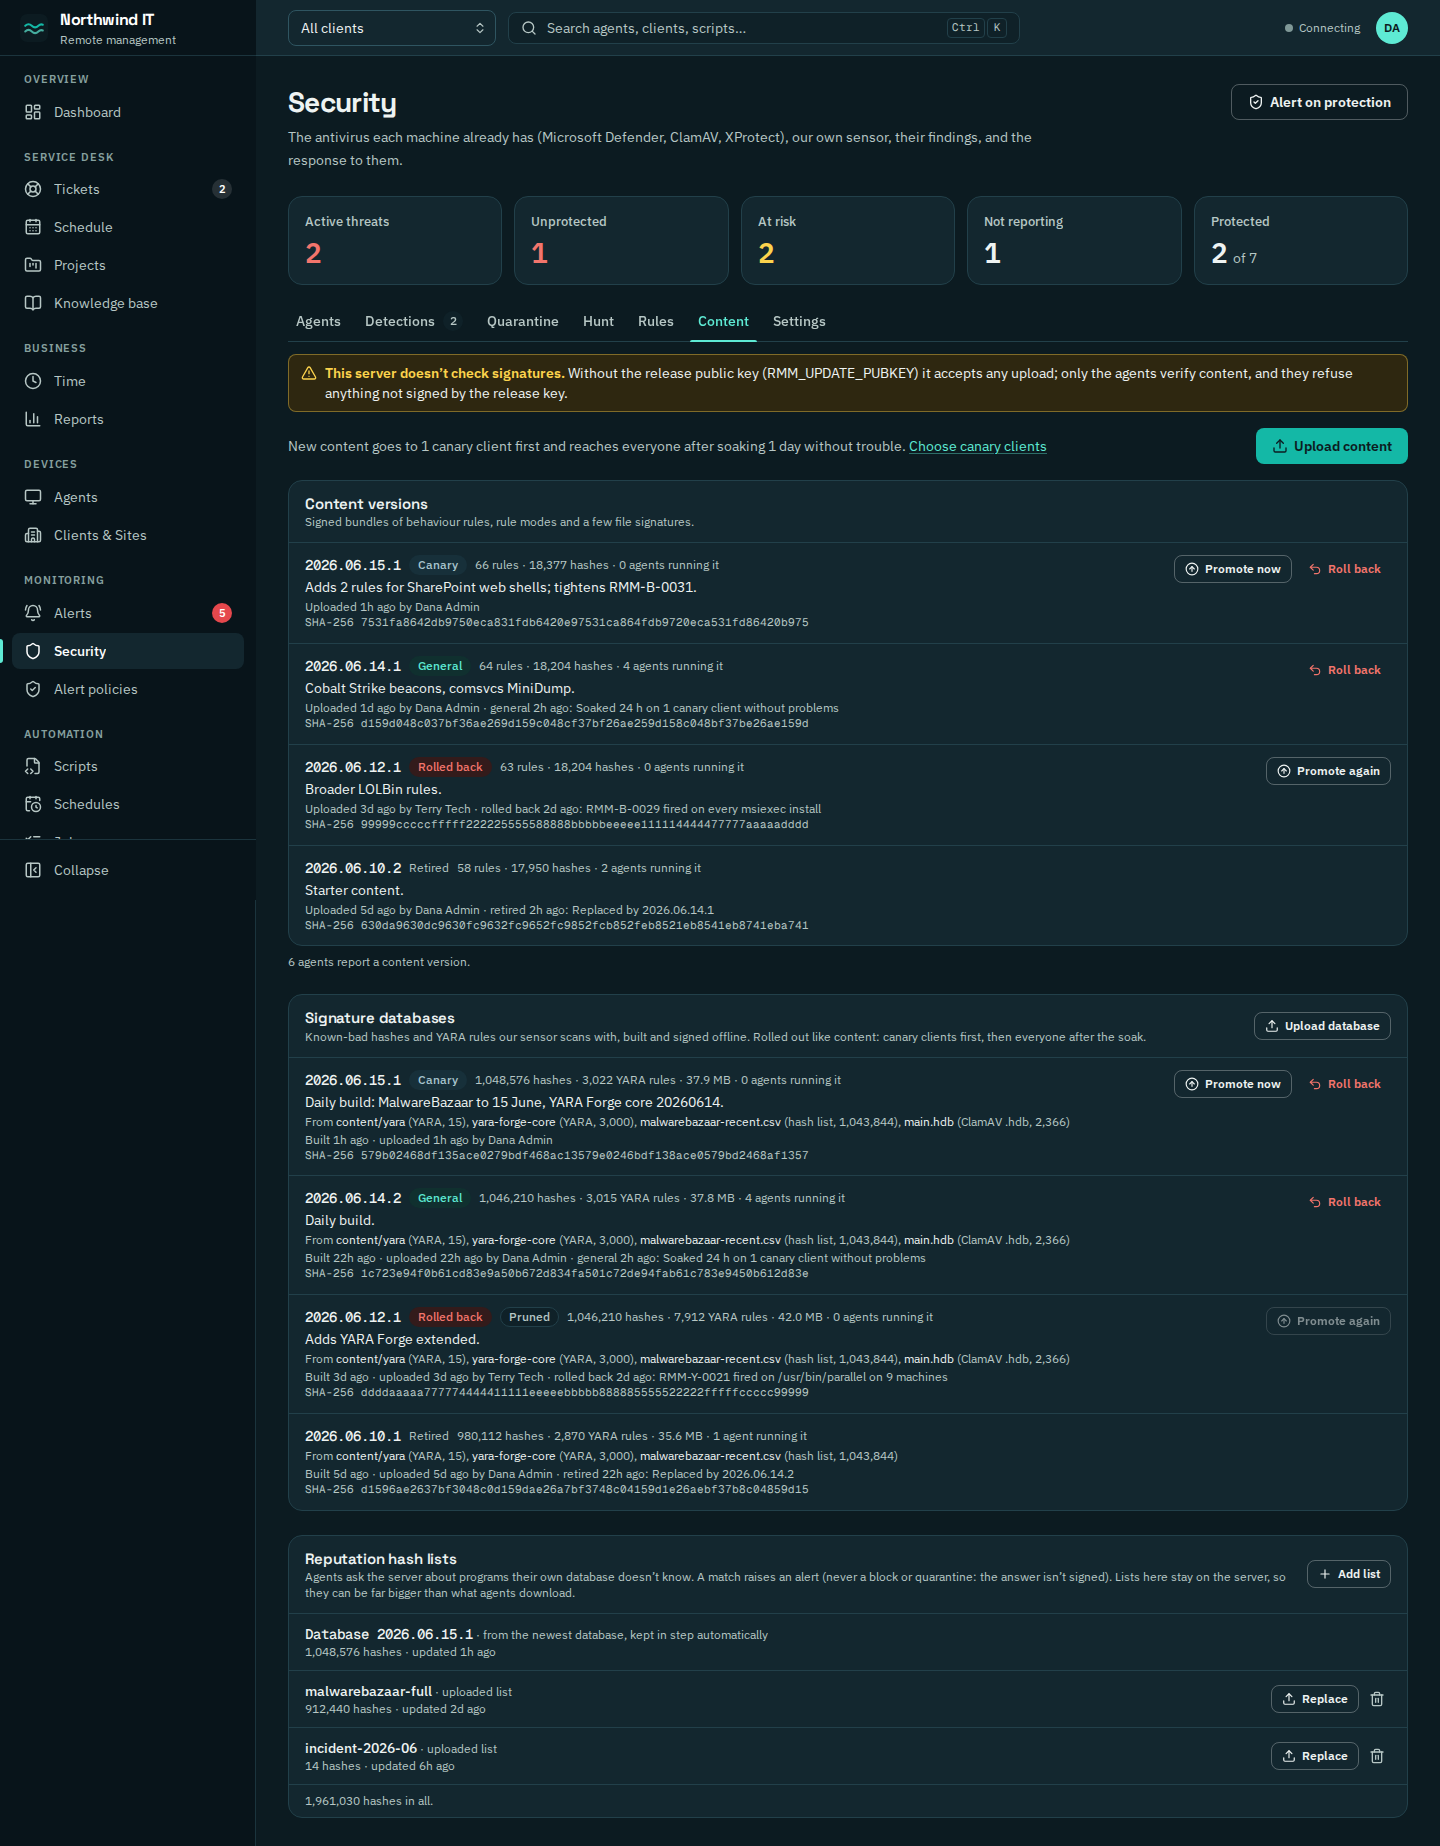 Northwind IT
Remote management
All clients
Search agents, clients, scripts…
Ctrl K
Connecting
DA
OVERVIEW
Dashboard
SERVICE DESK
Tickets 2
Schedule
Projects
Knowledge base
BUSINESS
Time
Reports
DEVICES
Agents
Clients & Sites
MONITORING
Alerts 5
Security
Alert policies
AUTOMATION
Scripts
Schedules
Collapse
Security
Alert on protection
The antivirus each machine already has (Microsoft Defender, ClamAV, XProtect), our own sensor, their findings, and the
response to them.
Active threats
2
Unprotected
1
At risk
2
Not reporting
1
Protected
2 of 7
Agents Detections 2 Quarantine Hunt Rules Content Settings
This server doesn’t check signatures. Without the release public key (RMM_UPDATE_PUBKEY) it accepts any upload; only the agents verify content, and they refuse
anything not signed by the release key.
New content goes to 1 canary client first and reaches everyone after soaking 1 day without trouble. Choose canary clients
Upload content
Content versions
Signed bundles of behaviour rules, rule modes and a few file signatures.
2026.06.15.1 Canary 66 rules · 18,377 hashes · 0 agents running it
Promote now Roll back
Adds 2 rules for SharePoint web shells; tightens RMM-B-0031.
Uploaded 1h ago by Dana Admin
SHA-256 7531fa8642db9750eca831fdb6420e97531ca864fdb9720eca531fd86420b975
2026.06.14.1 General 64 rules · 18,204 hashes · 4 agents running it
Roll back
Cobalt Strike beacons, comsvcs MiniDump.
Uploaded 1d ago by Dana Admin · general 2h ago: Soaked 24 h on 1 canary client without problems
SHA-256 d159d048c037bf36ae269d159c048cf37bf26ae259d158c048bf37be26ae159d
2026.06.12.1 Rolled back 63 rules · 18,204 hashes · 0 agents running it
Promote again
Broader LOLBin rules.
Uploaded 3d ago by Terry Tech · rolled back 2d ago: RMM-B-0029 fired on every msiexec install
SHA-256 99999cccccfffff222225555588888bbbbbeeeee111114444477777aaaaadddd
2026.06.10.2 Retired 58 rules · 17,950 hashes · 2 agents running it
Starter content.
Uploaded 5d ago by Dana Admin · retired 2h ago: Replaced by 2026.06.14.1
SHA-256 630da9630dc9630fc9632fc9652fc9852fcb852feb8521eb8541eb8741eba741
6 agents report a content version.
Signature databases
Known-bad hashes and YARA rules our sensor scans with, built and signed offline. Rolled out like content: canary clients first, then everyone after the soak.
Upload database
2026.06.15.1 Canary 1,048,576 hashes · 3,022 YARA rules · 37.9 MB · 0 agents running it
Promote now Roll back
Daily build: MalwareBazaar to 15 June, YARA Forge core 20260614.
From content/yara (YARA, 15), yara-forge-core (YARA, 3,000), malwarebazaar-recent.csv (hash list, 1,043,844), main.hdb (ClamAV .hdb, 2,366)
Built 1h ago · uploaded 1h ago by Dana Admin
SHA-256 579b02468df135ace0279bdf468ac13579e0246bdf138ace0579bd2468af1357
2026.06.14.2 General 1,046,210 hashes · 3,015 YARA rules · 37.8 MB · 4 agents running it
Roll back
Daily build.
From content/yara (YARA, 15), yara-forge-core (YARA, 3,000), malwarebazaar-recent.csv (hash list, 1,043,844), main.hdb (ClamAV .hdb, 2,366)
Built 22h ago · uploaded 22h ago by Dana Admin · general 2h ago: Soaked 24 h on 1 canary client without problems
SHA-256 1c723e94f0b61cd83e9a50b672d834fa501c72de94fab61c783e9450b612d83e
2026.06.12.1 Rolled back Pruned 1,046,210 hashes · 7,912 YARA rules · 42.0 MB · 0 agents running it
Promote again
Adds YARA Forge extended.
From content/yara (YARA, 15), yara-forge-core (YARA, 3,000), malwarebazaar-recent.csv (hash list, 1,043,844), main.hdb (ClamAV .hdb, 2,366)
Built 3d ago · uploaded 3d ago by Terry Tech · rolled back 2d ago: RMM-Y-0021 fired on /usr/bin/parallel on 9 machines
SHA-256 ddddaaaaa777774444411111eeeeebbbbb888885555522222fffffccccc99999
2026.06.10.1 Retired 980,112 hashes · 2,870 YARA rules · 35.6 MB · 1 agent running it
From content/yara (YARA, 15), yara-forge-core (YARA, 3,000), malwarebazaar-recent.csv (hash list, 1,043,844)
Built 5d ago · uploaded 5d ago by Dana Admin · retired 22h ago: Replaced by 2026.06.14.2
SHA-256 d1596ae2637bf3048c0d159dae26a7bf3748c04159d1e26aebf37b8c04859d15
Reputation hash lists
Agents ask the server about programs their own database doesn’t know. A match raises an alert (never a block or quarantine: the answer isn’t signed). Lists here stay on the server, so
they can be far bigger than what agents download.
Add list
Database 2026.06.15.1 · from the newest database, kept in step automatically
1,048,576 hashes · updated 1h ago
malwarebazaar-full · uploaded list
912,440 hashes · updated 2d ago
Replace
incident-2026-06 · uploaded list
14 hashes · updated 6h ago
Replace
1,961,030 hashes in all.